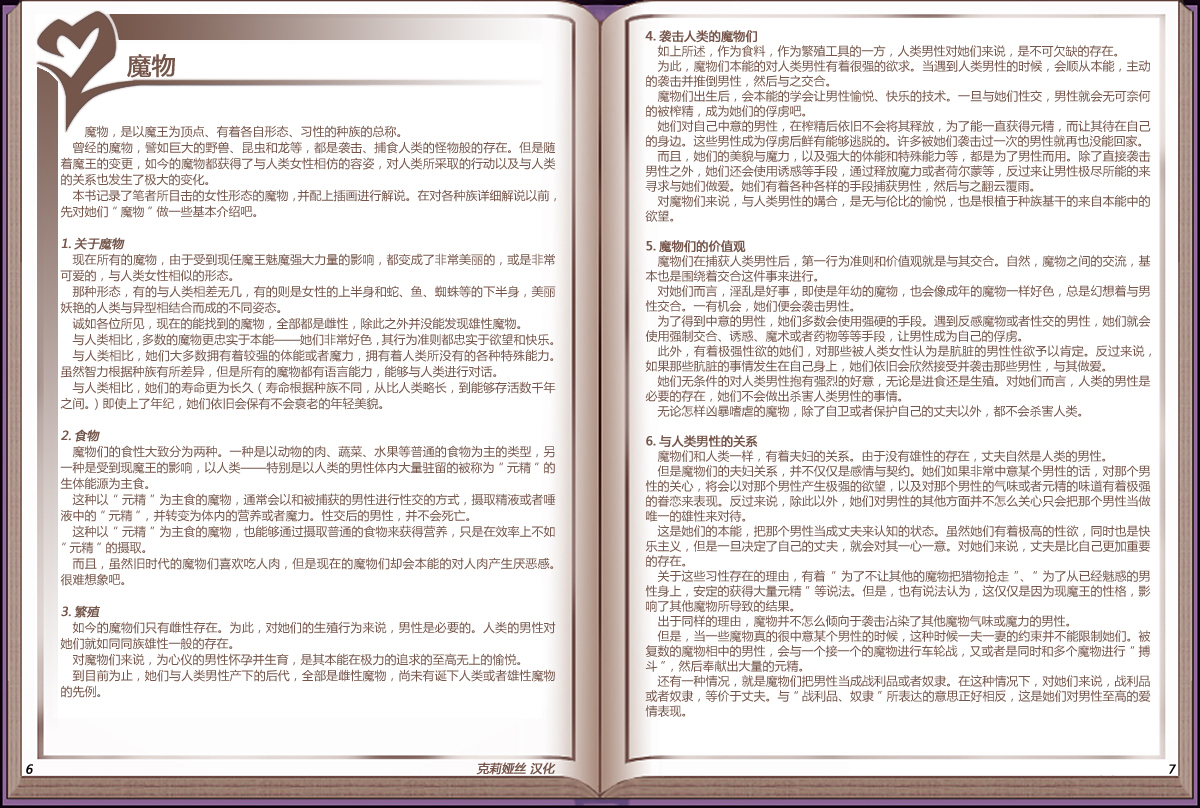 魔物
魔物，是以魔王为顶点、有着各自形态、习性的种族的总称。
曾经的魔物，譬如巨大的野兽、昆虫和龙等，都是袭击、捕食人类的怪物般的存在。但是随
着魔王的变更，如今的魔物都获得了与人类女性相仿的容姿，对人类所采取的行动以及与人类
的关系也发生了极大的变化。
本书记录了笔者所目击的女性形态的魔物，并配上插画进行解说。在对各种族详细解说以前，
先对她们“魔物”做一些基本介绍吧。
1. 关于魔物
现在所有的魔物，由于受到现任魔王魅魔强大力量的影响，都变成了非常美丽的，或是非常
可爱的，与人类女性相似的形态。
那种形态，有的与人类相差无几，有的则是女性的上半身和蛇、鱼、蜘蛛等的下半身，美丽
妖艳的人类与异型相结合而成的不同姿态。
诚如各位所见，现在的能找到的魔物，全部都是雌性，除此之外并没能发现雄性魔物。
与人类相比，多数的魔物更忠实于本能——她们非常好色，其行为准则都忠实于欲望和快乐。
与人类相比，她们大多数拥有着较强的体能或者魔力，拥有着人类所没有的各种特殊能力。
虽然智力根据种族有所差异，但是所有的魔物都有语言能力，能够与人类进行对话。
与人类相比，她们的寿命更为长久（寿命根据种族不同，从比人类略长，到能够存活数千年
之间。）即使上了年纪，她们依旧会保有不会衰老的年轻美貌。
2. 食物
魔物们的食性大致分为两种。一种是以动物的肉、蔬菜、水果等普通的食物为主的类型，另
一种是受到现魔王的影响，以人类——特别是以人类的男性体内大量驻留的被称为“元精”的
生体能源为主食。
这种以“元精”为主食的魔物，通常会以和被捕获的男性进行性交的方式，摄取精液或者唾
液中的“元精”，并转变为体内的营养或者魔力。性交后的男性，并不会死亡。
这种以“元精”为主食的魔物，也能够通过摄取普通的食物来获得营养，只是在效率上不如
“元精”的摄取。
而且，虽然旧时代的魔物们喜欢吃人肉，但是现在的魔物们却会本能的对人肉产生厌恶感。
很难想象吧。
3. 繁殖
如今的魔物们只有雌性存在。为此，对她们的生殖行为来说，男性是必要的。人类的男性对
她们就如同同族雄性一般的存在。
对魔物们来说，为心仪的男性怀孕并生育，是其本能在极力的追求的至高无上的愉悦。
到目前为止，她们与人类男性产下的后代，全部是雌性魔物，尚未有诞下人类或者雄性魔物
的先例。
6
克莉娅丝 汉化
4. 袭击人类的魔物们
如上所述，作为食料，作为繁殖工具的一方，人类男性对她们来说，是不可欠缺的存在。
为此，魔物们本能的对人类男性有着很强的欲求。当遇到人类男性的时候，会顺从本能，主动
的袭击并推倒男性，然后与之交合。
魔物们出生后，会本能的学会让男性愉悦、快乐的技术。一旦与她们性交，男性就会无可奈何
的被榨精，成为她们的俘虏吧。
她们对自己中意的男性，在榨精后依旧不会将其释放，为了能一直获得元精，而让其待在自己
的身边。这些男性成为俘虏后鲜有能够逃脱的。许多被她们袭击过一次的男性就再也没能回家。
而且，她们的美貌与魔力，以及强大的体能和特殊能力等，都是为了男性而用。除了直接袭击
男性之外，她们还会使用诱惑等手段，通过释放魔力或者荷尔蒙等，反过来让男性极尽所能的来
寻求与她们做爱。她们有着各种各样的手段捕获男性，然后与之翻云覆雨。
对魔物们来说，与人类男性的媾合，是无与伦比的愉悦，也是根植于种族基干的来自本能中的
欲望。
5. 魔物们的价值观
魔物们在捕获人类男性后，第一行为准则和价值观就是与其交合。自然，魔物之间的交流，基
本也是围绕着交合这件事来进行。
对她们而言，淫乱是好事，即使是年幼的魔物，也会像成年的魔物一样好色，总是幻想着与男
性交合。一有机会，她们便会袭击男性。
为了得到中意的男性，她们多数会使用强硬的手段。遇到反感魔物或者性交的男性，她们就会
使用强制交合、诱惑、魔术或者药物等等手段，让男性成为自己的俘虏。
此外，有着极强性欲的她们，对那些被人类女性认为是肮脏的男性性欲予以肯定。反过来说，
如果那些肮脏的事情发生在自己身上，她们依旧会欣然接受并袭击那些男性，与其做爱。
她们无条件的对人类男性抱有强烈的好意，无论是进食还是生殖。对她们而言，人类的男性是
必要的存在，她们不会做出杀害人类男性的事情。
无论怎样凶暴嗜虐的魔物，除了自卫或者保护自己的丈夫以外，都不会杀害人类。
6. 与人类男性的关系
魔物们和人类一样，有着夫妇的关系。由于没有雄性的存在，丈夫自然是人类的男性。
但是魔物们的夫妇关系，并不仅仅是感情与契约。她们如果非常中意某个男性的话，对那个男
性的关心，将会以对那个男性产生极强的欲望，以及对那个男性的气味或者元精的味道有着极强
的眷恋来表现。反过来说，除此以外，她们对男性的其他方面并不怎么关心只会把那个男性当做
唯一的雄性来对待。
这是她们的本能，把那个男性当成丈夫来认知的状态。虽然她们有着极高的性欲，同时也是快
乐主义，但是一旦决定了自己的丈夫，就会对其一心一意。对她们来说，丈夫是比自己更加重要
的存在。
关于这些习性存在的理由，有着“为了不让其他的魔物把猎物抢走”、“为了从已经魅惑的男
性身上，安定的获得大量元精”等说法。但是，也有说法认为，这仅仅是因为现魔王的性格，影
响了其他魔物所导致的结果。
出于同样的理由，魔物并不怎么倾向于袭击沾染了其他魔物气味或魔力的男性。
但是，当一些魔物真的很中意某个男性的时候，这种时候一夫一妻的约束并不能限制她们。被
复数的魔物相中的男性，会与一个接一个的魔物进行车轮战，又或者是同时和多个魔物进行“搏
斗”，然后奉献出大量的元精。
还有一种情况，就是魔物们把男性当成战利品或者奴隶。在这种情况下，对她们来说，战利品
或者奴隶，等价于丈夫。与“战利品、奴隶”所表达的意思正好相反，这是她们对男性至高的爱
情表现。
7